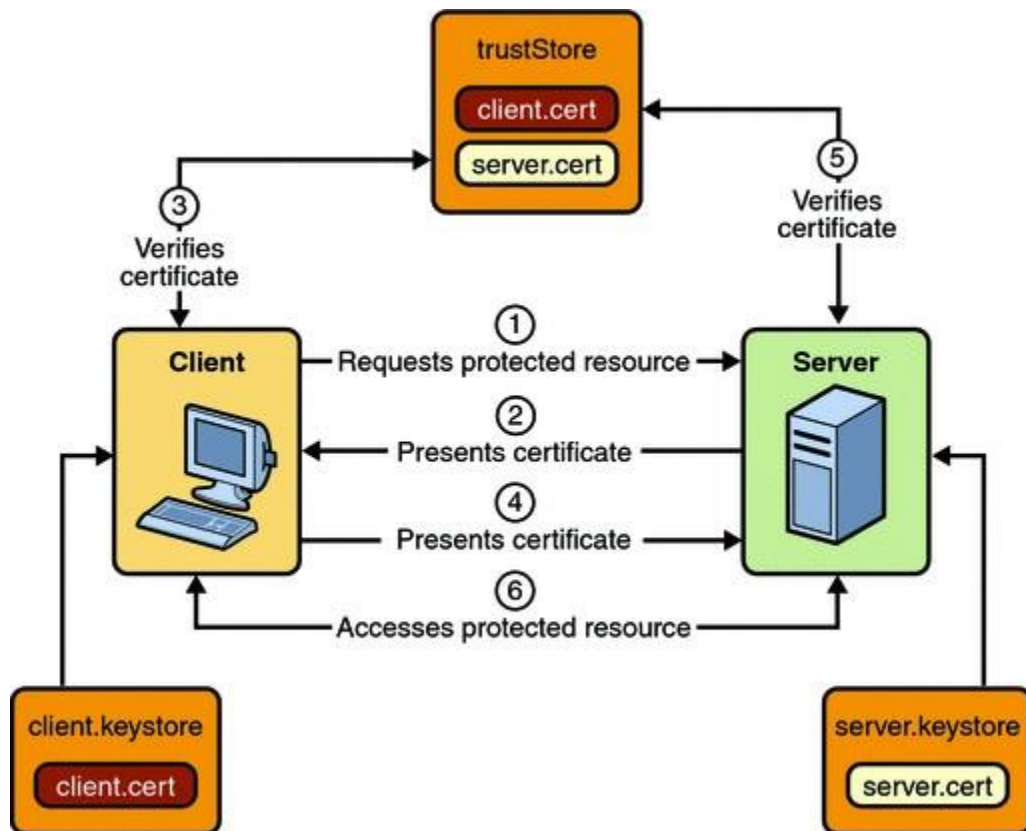 trustStore
client.cert
server.cert
3
Verifies
certificate
5
Verifies
certificate
Client
1
Requests protected resource
Server
2
Presents certificate
4
Presents certificate
6
Accesses protected resource
client.keystore
client.cert
server.keystore
server.cert